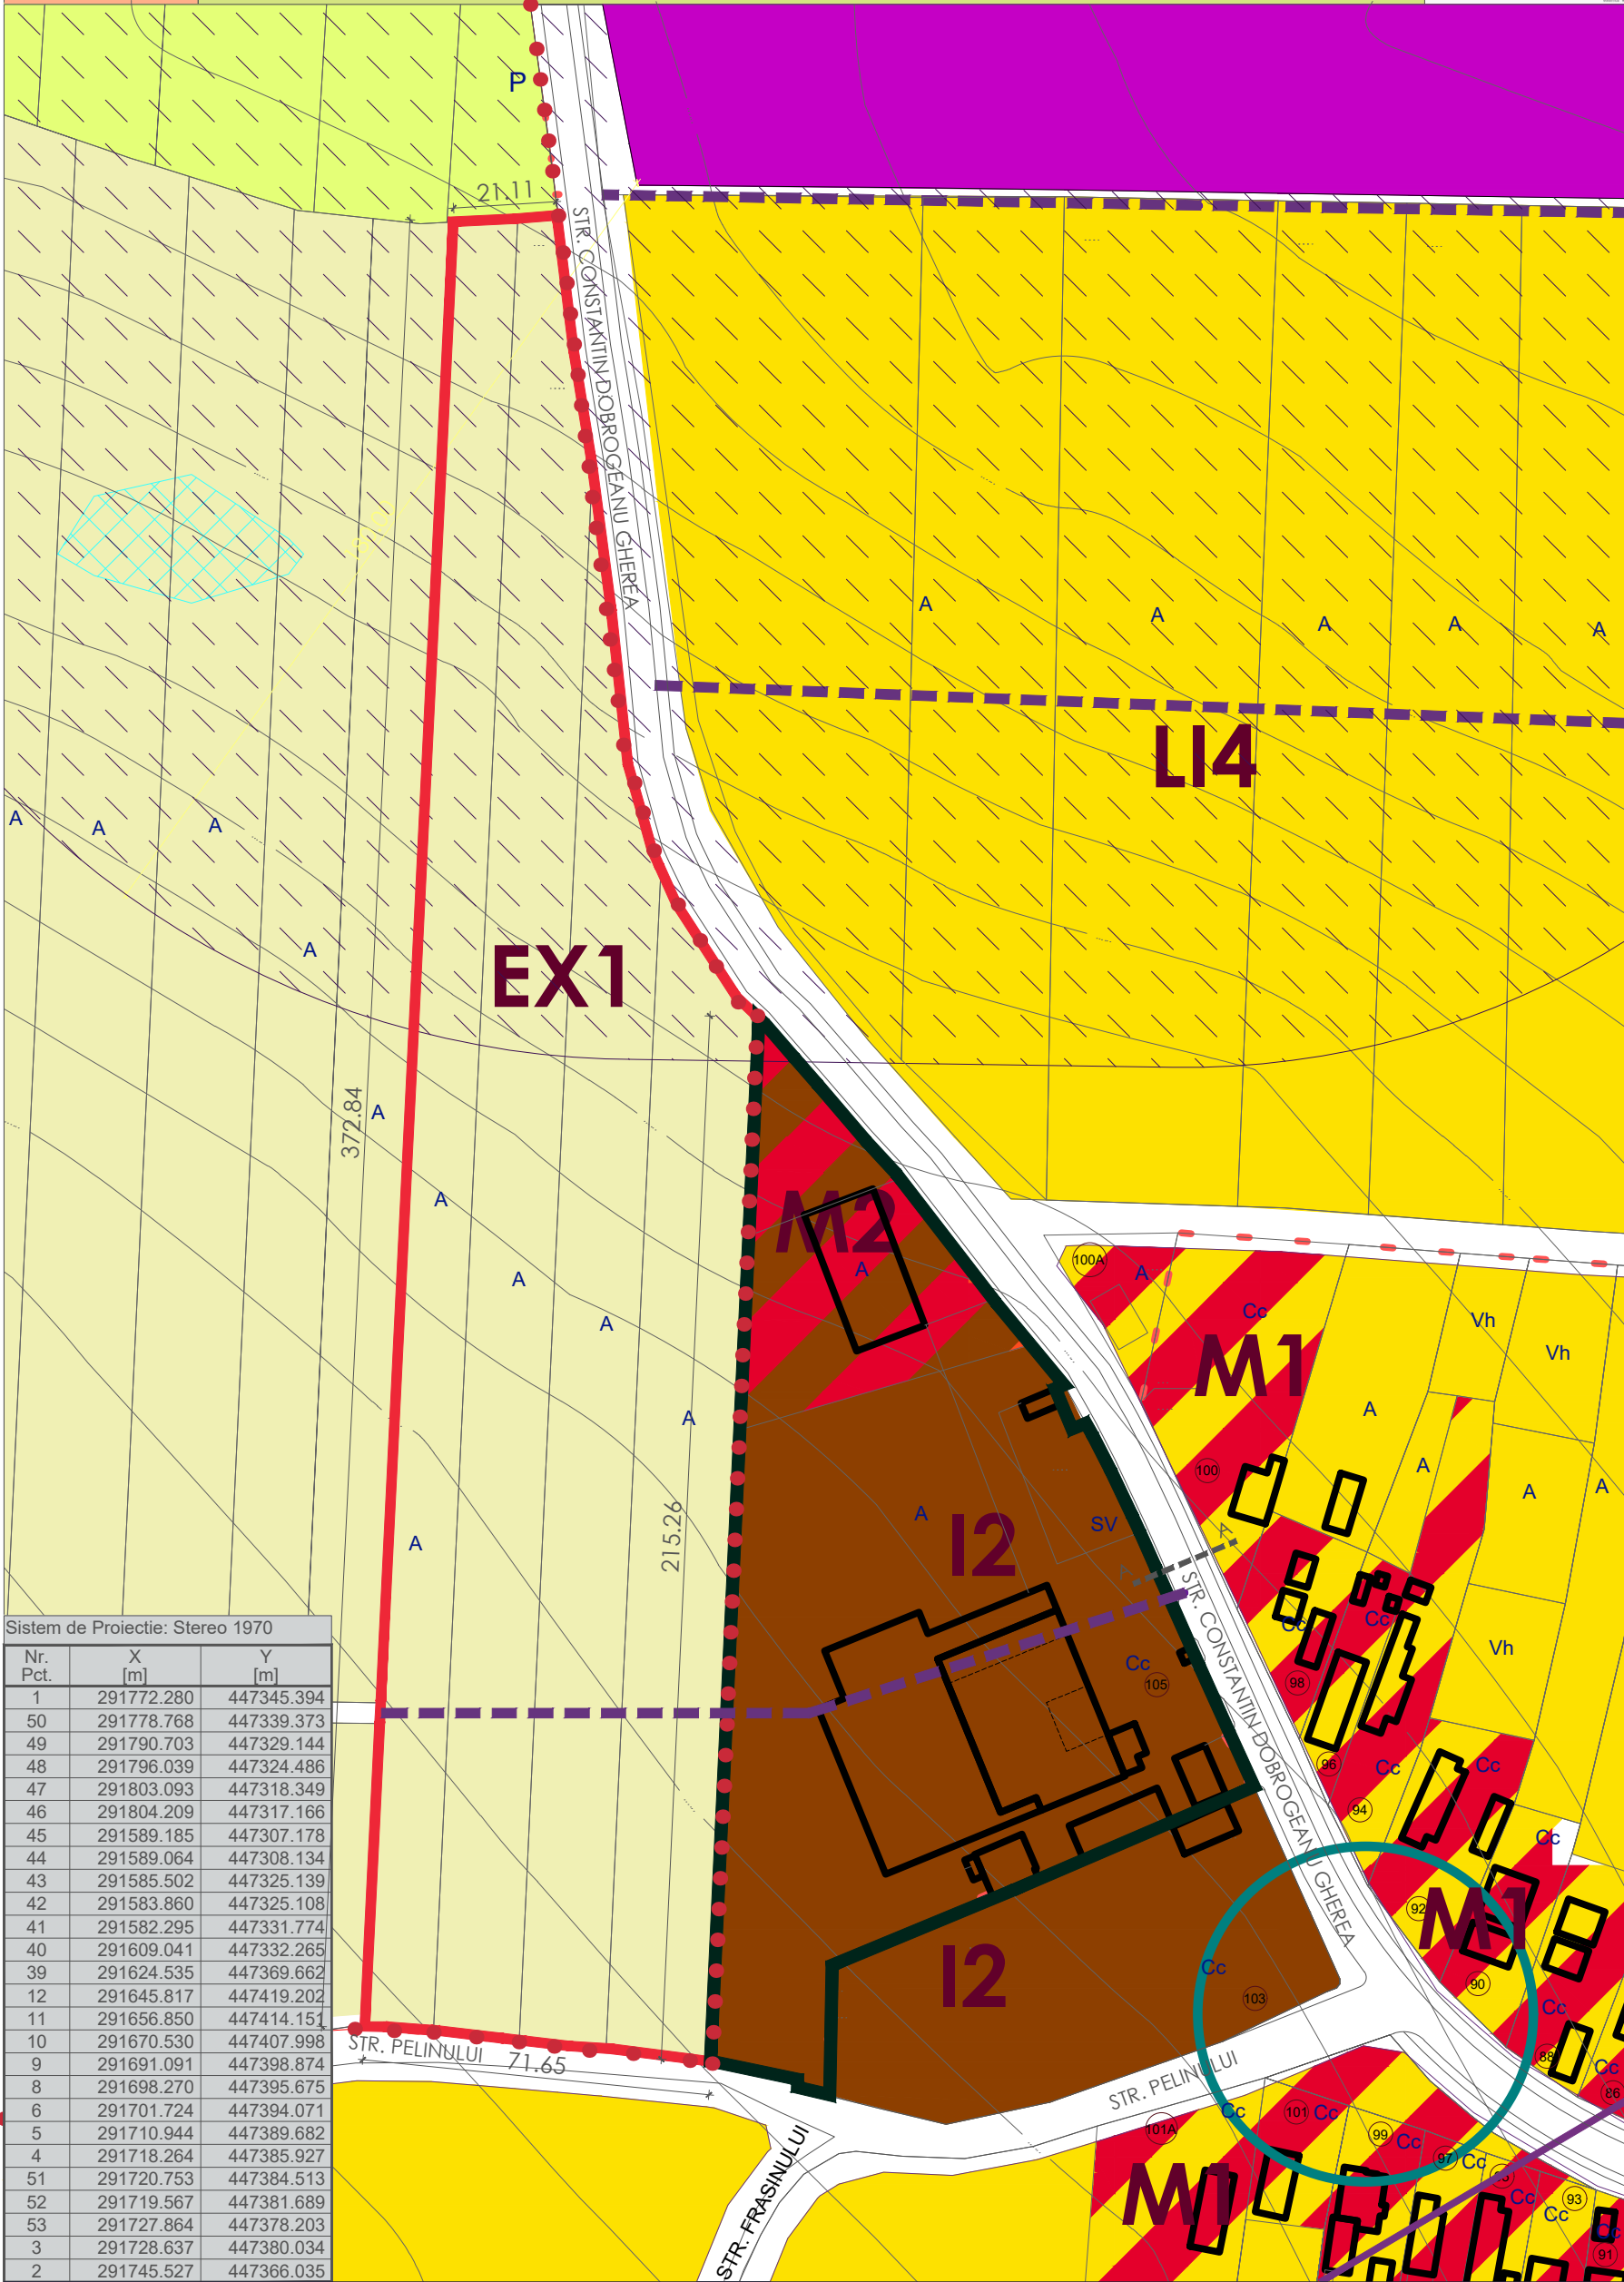 P
21.11
STR. CONSTANTIN DOBROGEANU GHEREA
A
A
A
A
A
LI4
A
A
A
A
EX1
372.84
A
A
A
A
A
A
215.26
M2
A
100A
A
Cc
M1
Vh
Vh
A
A
A
A
100
A
I2
SV
A
A
STR. CONSTANTIN DOBROGEANU GHEREA
Cc
105
Cc
Cc
Vh
98
96
Cc
Cc
94
Cc
92
M1
I2
Cc
103
90
Cc
88
Cc
86
STR. PELINULUI
71.65
STR. PELINULUI
Cc
101
Cc
101A
99
Cc
97
Cc
Cc
93
Cc
Cc
91
M1
STR. FRASINULUI
Sistem de Proiectie: Stereo 1970
Nr. Pct. X [m] Y [m]
1 291772.280 447345.394
50 291778.768 447339.373
49 291790.703 447329.144
48 291796.039 447324.486
47 291803.093 447318.349
46 291804.209 447317.166
45 291589.185 447307.178
44 291589.064 447308.134
43 291585.502 447325.139
42 291583.860 447325.108
41 291582.295 447331.774
40 291609.041 447332.265
39 291624.535 447369.662
12 291645.817 447419.202
11 291656.850 447414.151
10 291670.530 447407.998
9 291691.091 447398.874
8 291698.270 447395.675
6 291701.724 447394.071
5 291710.944 447389.682
4 291718.264 447385.927
51 291720.753 447384.513
52 291719.567 447381.689
53 291727.864 447378.203
3 291728.637 447380.034
2 291745.527 447366.035